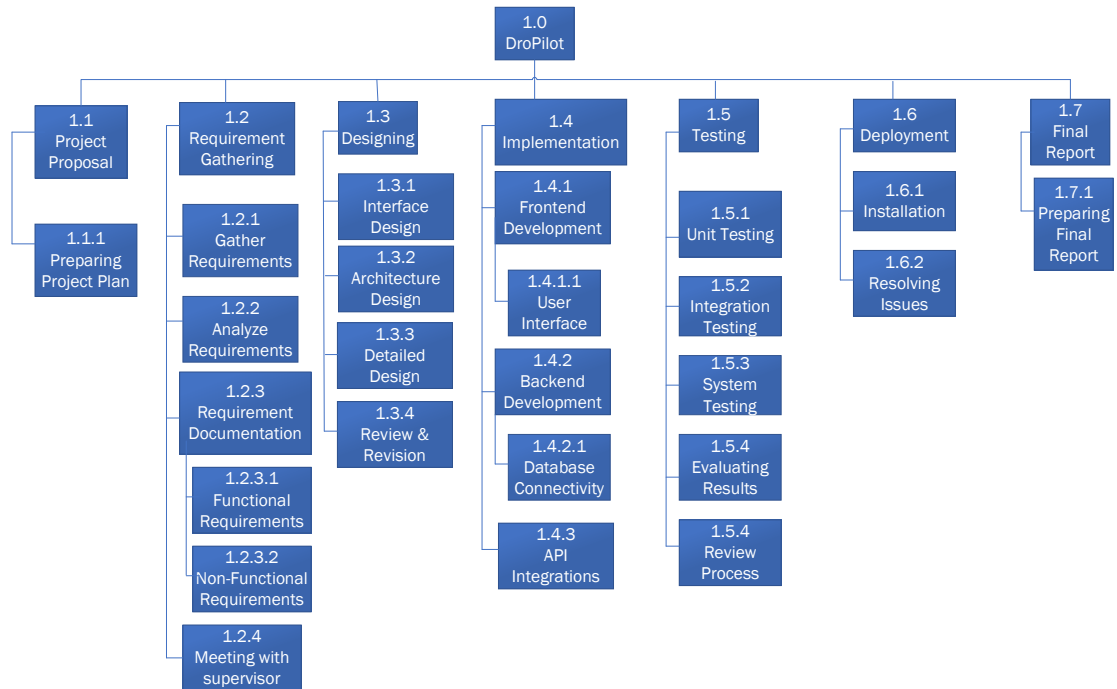 1.0
DroPilot
1.1
Project
Proposal
1.1.1
Preparing
Project Plan
1.2
Requirement
Gathering
1.2.1
Gather
Requirements
1.2.2
Analyze
Requirements
1.2.3
Requirement
Documentation
1.2.3.1
Functional
Requirements
1.2.3.2
Non-Functional
Requirements
1.2.4
Meeting with
supervisor
1.3
Designing
1.3.1
Interface
Design
1.3.2
Architecture
Design
1.3.3
Detailed
Design
1.3.4
Review &
Revision
1.4
Implementation
1.4.1
Frontend
Development
1.4.1.1
User
Interface
1.4.2
Backend
Development
1.4.2.1
Database
Connectivity
1.4.3
API
Integrations
1.5
Testing
1.5.1
Unit Testing
1.5.2
Integration
Testing
1.5.3
System
Testing
1.5.4
Evaluating
Results
1.5.4
Review
Process
1.6
Deployment
1.6.1
Installation
1.6.2
Resolving
Issues
1.7
Final
Report
1.7.1
Preparing
Final
Report